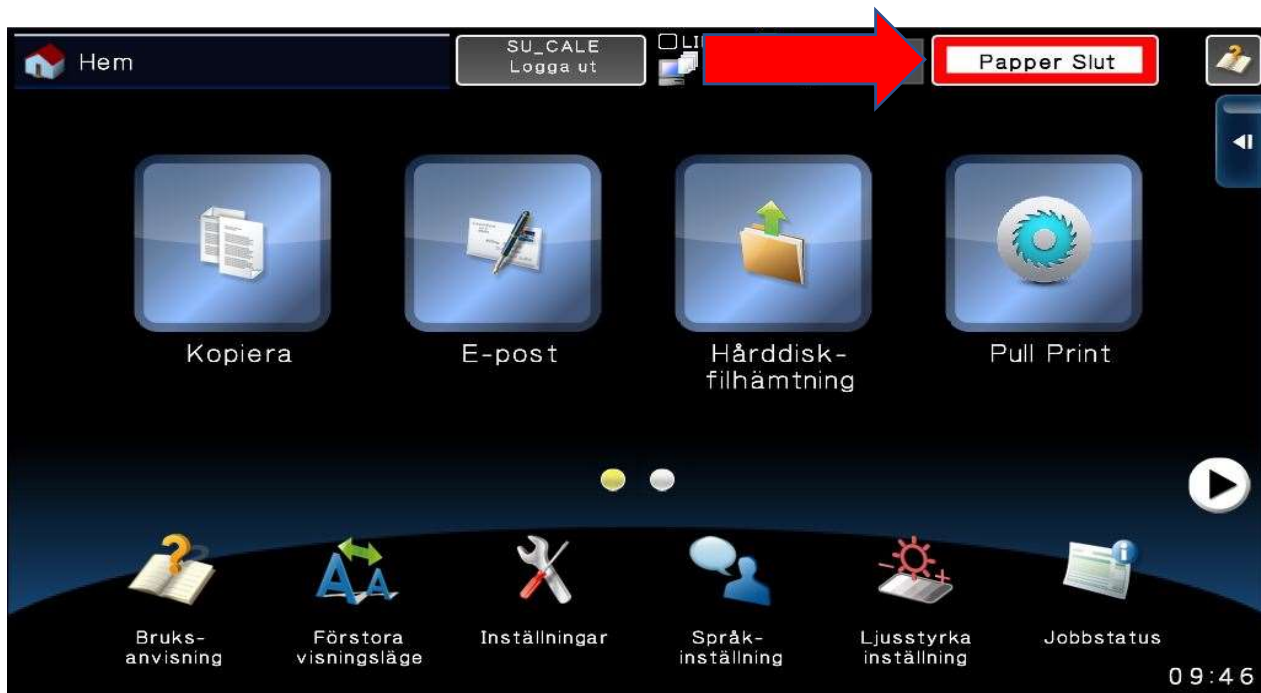 Hem
SU_CALE
Logga ut
Papper Slut
Kopiera
E-post
Hårddisk-
filhämtning
Pull Print
Bruks-
anvisning
Förstora
visningsläge
Inställningar
Språk-
inställning
Ljusstyrka
inställning
Jobbstatus
09:46